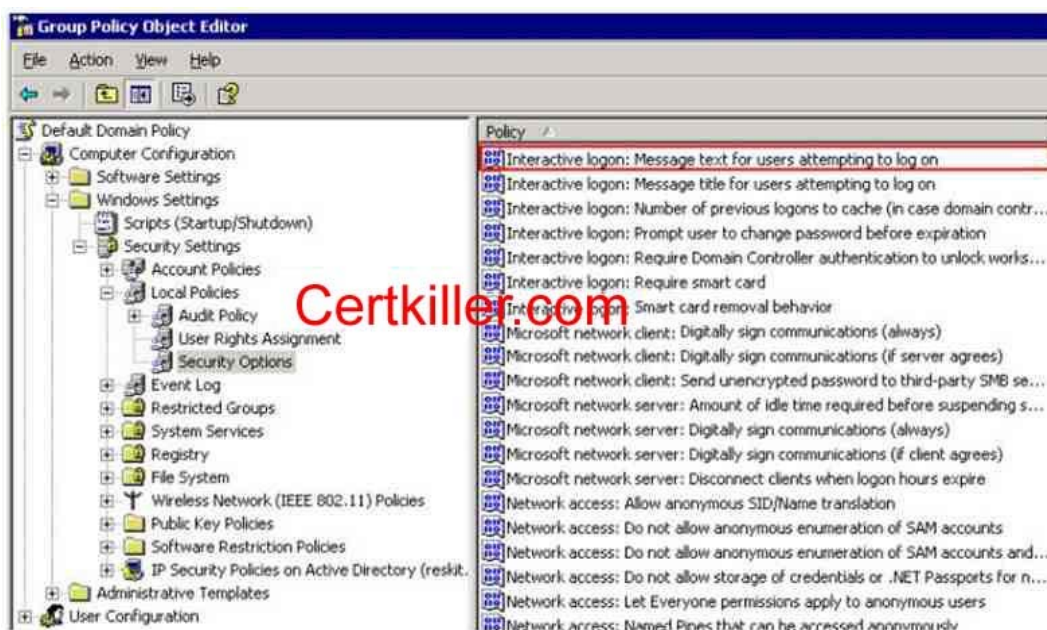 Group Policy Object Editor
File Action View Help
Default Domain Policy
Computer Configuration
Software Settings
Windows Settings
Scripts (Startup/Shutdown)
Security Settings
Account Policies
Local Policies
Audit Policy
User Rights Assignment
Security Options
Event Log
Restricted Groups
System Services
Registry
File System
Wireless Network (IEEE 802.11) Policies
Public Key Policies
Software Restriction Policies
IP Security Policies on Active Directory (reskit.
Administrative Templates
User Configuration
Policy
Interactive logon: Message text for users attempting to log on
Interactive logon: Message title for users attempting to log on
Interactive logon: Number of previous logons to cache (in case domain contr...
Interactive logon: Prompt user to change password before expiration
Interactive logon: Require Domain Controller authentication to unlock works...
Interactive logon: Require smart card
Interactive logon: Smart card removal behavior
Microsoft network client: Digitally sign communications (always)
Microsoft network client: Digitally sign communications (if server agrees)
Microsoft network client: Send unencrypted password to third-party SMB se...
Microsoft network server: Amount of idle time required before suspending s...
Microsoft network server: Digitally sign communications (always)
Microsoft network server: Digitally sign communications (if client agrees)
Microsoft network server: Disconnect clients when logon hours expire
Network access: Allow anonymous SID/Name translation
Network access: Do not allow anonymous enumeration of SAM accounts
Network access: Do not allow anonymous enumeration of SAM accounts and...
Network access: Do not allow storage of credentials or .NET Passports for n...
Network access: Let Everyone permissions apply to anonymous users
Network access: Named Pipes that can be accessed anonymously
Certkiller.com